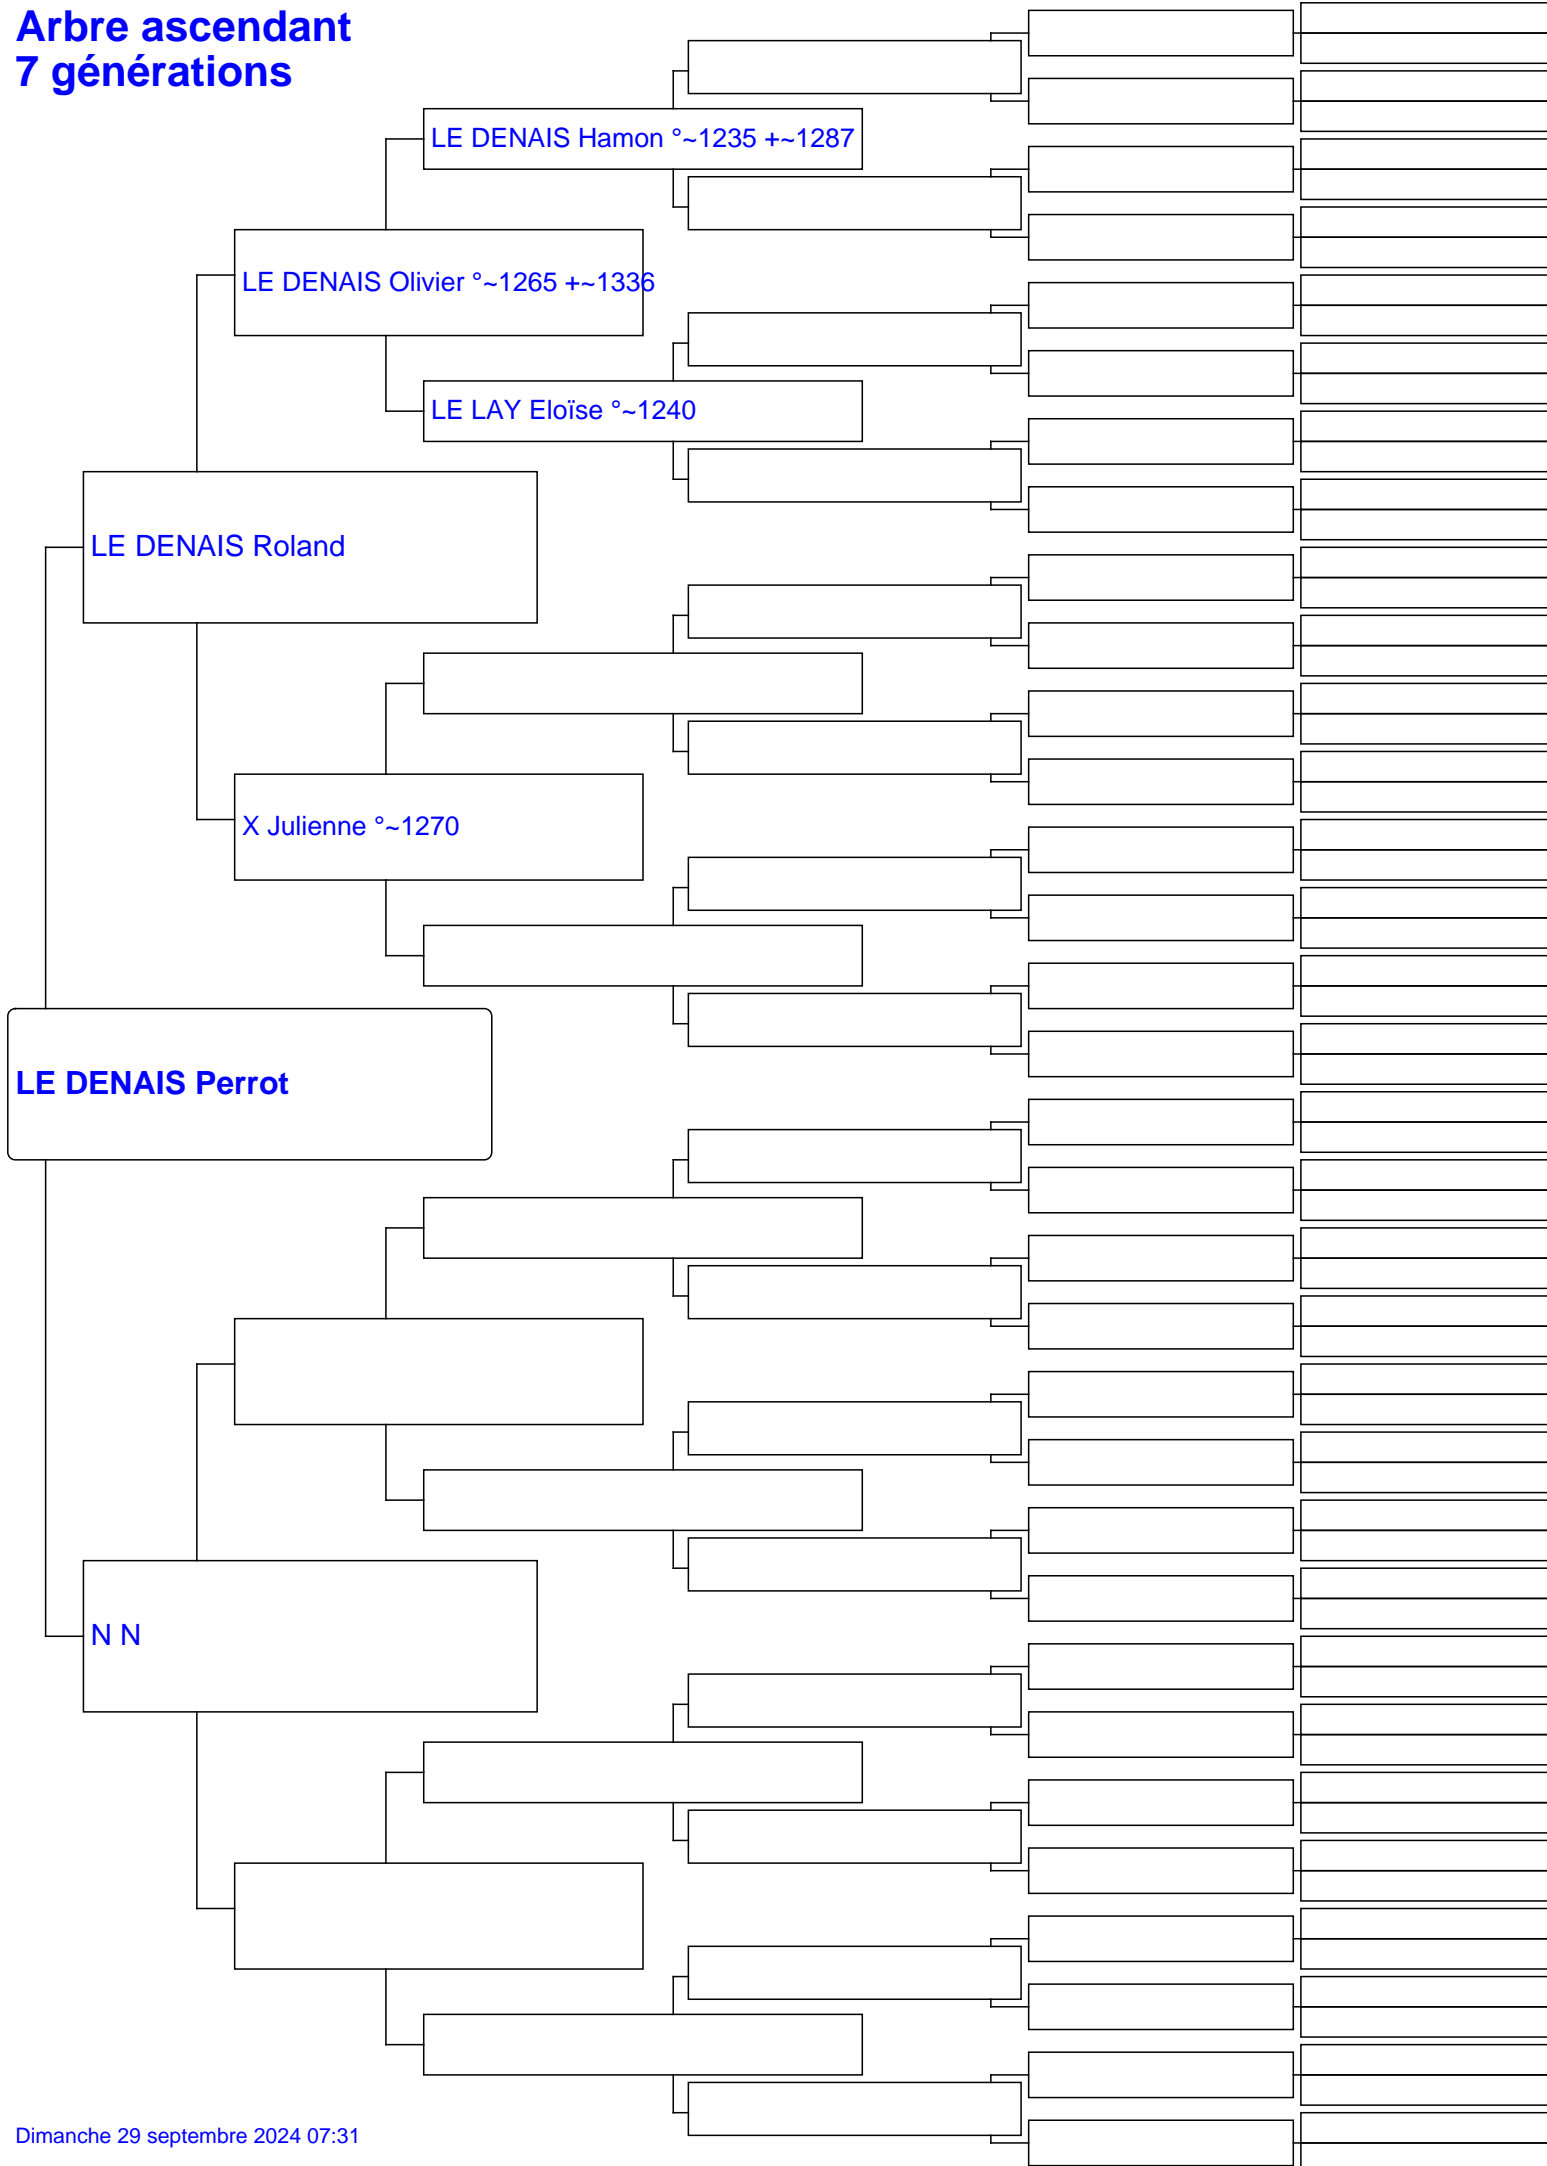 Arbre ascendant
7 générations
LE DENAIS Hamon °~1235 +~1287
LE DENAIS Olivier °~1265 +~1336
LE LAY Eloïse °~1240
LE DENAIS Roland
X Julienne °~1270
LE DENAIS Perrot
N N
Dimanche 29 septembre 2024 07:31